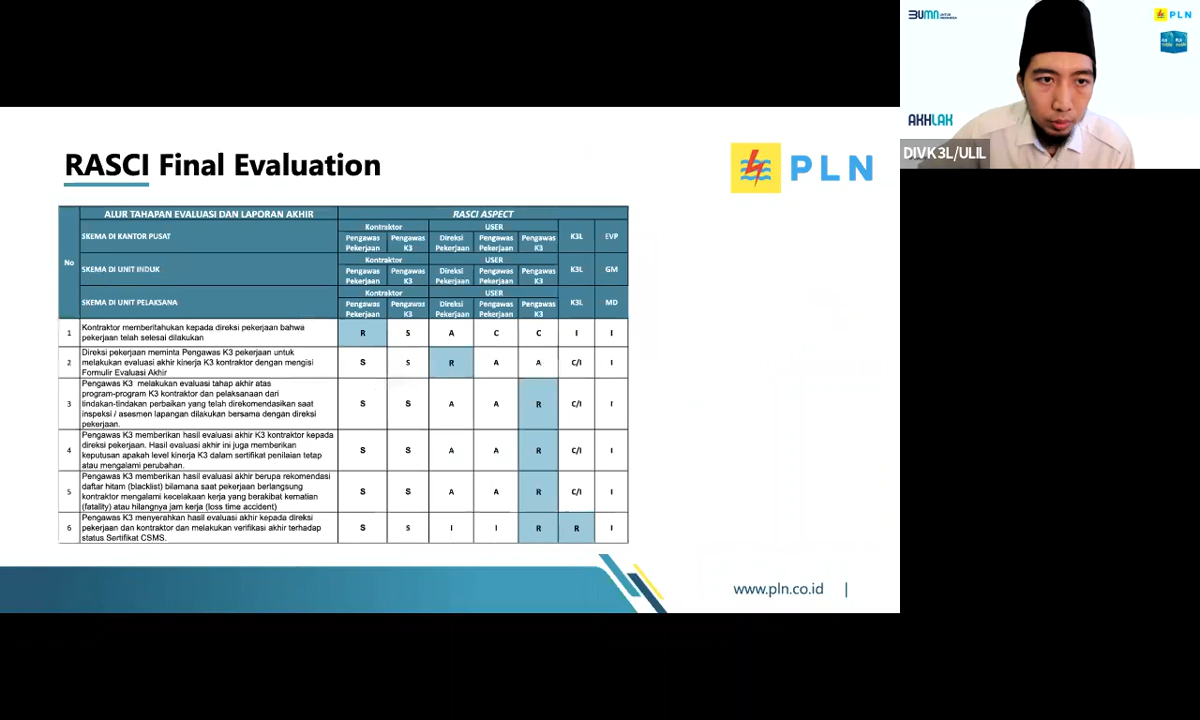 BUMN UNTUK INDONESIA
PLN
AKHLAK
DIVK3L/ULIL
RASCI Final Evaluation
PLN
No
ALUR TAHAPAN EVALUASI DAN LAPORAN AKHIR
RASCI ASPECT
SKEMA DI KANTOR PUSAT
Kontraktor
USER
K3L
EVP
Pengawas Pekerjaan
Pengawas K3
Direksi Pekerjaan
Pengawas Pekerjaan
Pengawas K3
SKEMA DI UNIT INDUK
Kontraktor
USER
K3L
GM
Pengawas Pekerjaan
Pengawas K3
Direksi Pekerjaan
Pengawas Pekerjaan
Pengawas K3
SKEMA DI UNIT PELAKSANA
Kontraktor
USER
K3L
MD
Pengawas Pekerjaan
Pengawas K3
Direksi Pekerjaan
Pengawas Pekerjaan
Pengawas K3
1
Kontraktor memberitahukan kepada direksi pekerjaan bahwa
pekerjaan telah selesai dilakukan
R S A C C I I
2
Direksi pekerjaan meminta Pengawas K3 pekerjaan untuk
melakukan evaluasi akhir kinerja K3 kontraktor dengan mengisi
Formulir Evaluasi Akhir
S S R A A C/I I
3
Pengawas K3 melakukan evaluasi tahap akhir atas
program-program K3 kontraktor dan pelaksanaan dari
tindakan-tindakan perbaikan yang telah direkomendasikan saat
inspeksi / asesmen lapangan dilakukan bersama dengan direksi
pekerjaan.
S S A A R C/I I
4
Pengawas K3 memberikan hasil evaluasi akhir K3 kontraktor kepada
direksi pekerjaan. Hasil evaluasi akhir ini juga memberikan
keputusan apakah level kinerja K3 dalam sertifikat penilaian tetap
atau mengalami perubahan.
S S A A R C/I I
5
Pengawas K3 memberikan hasil evaluasi akhir berupa rekomendasi
daftar hitam (blacklist) bilamana saat pekerjaan berlangsung
kontraktor mengalami kecelakaan kerja yang berakibat kematian
(fatality) atau hilangnya jam kerja (loss time accident)
S S A A R C/I I
6
Pengawas K3 menyerahkan hasil evaluasi akhir kepada direksi
pekerjaan dan kontraktor dan melakukan verifikasi akhir terhadap
status Sertifikat CSMS.
S S I I R R I
www.pln.co.id |